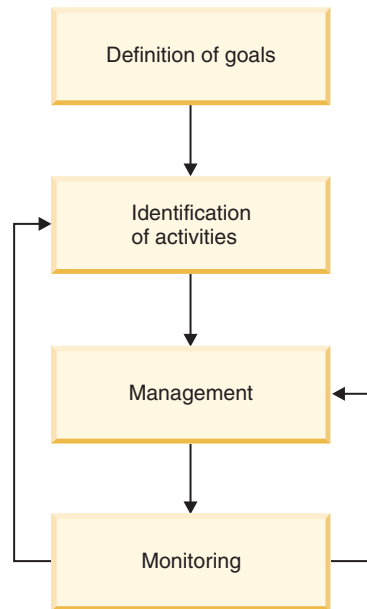 Definition of goals
Identification
of activities
Management
Monitoring